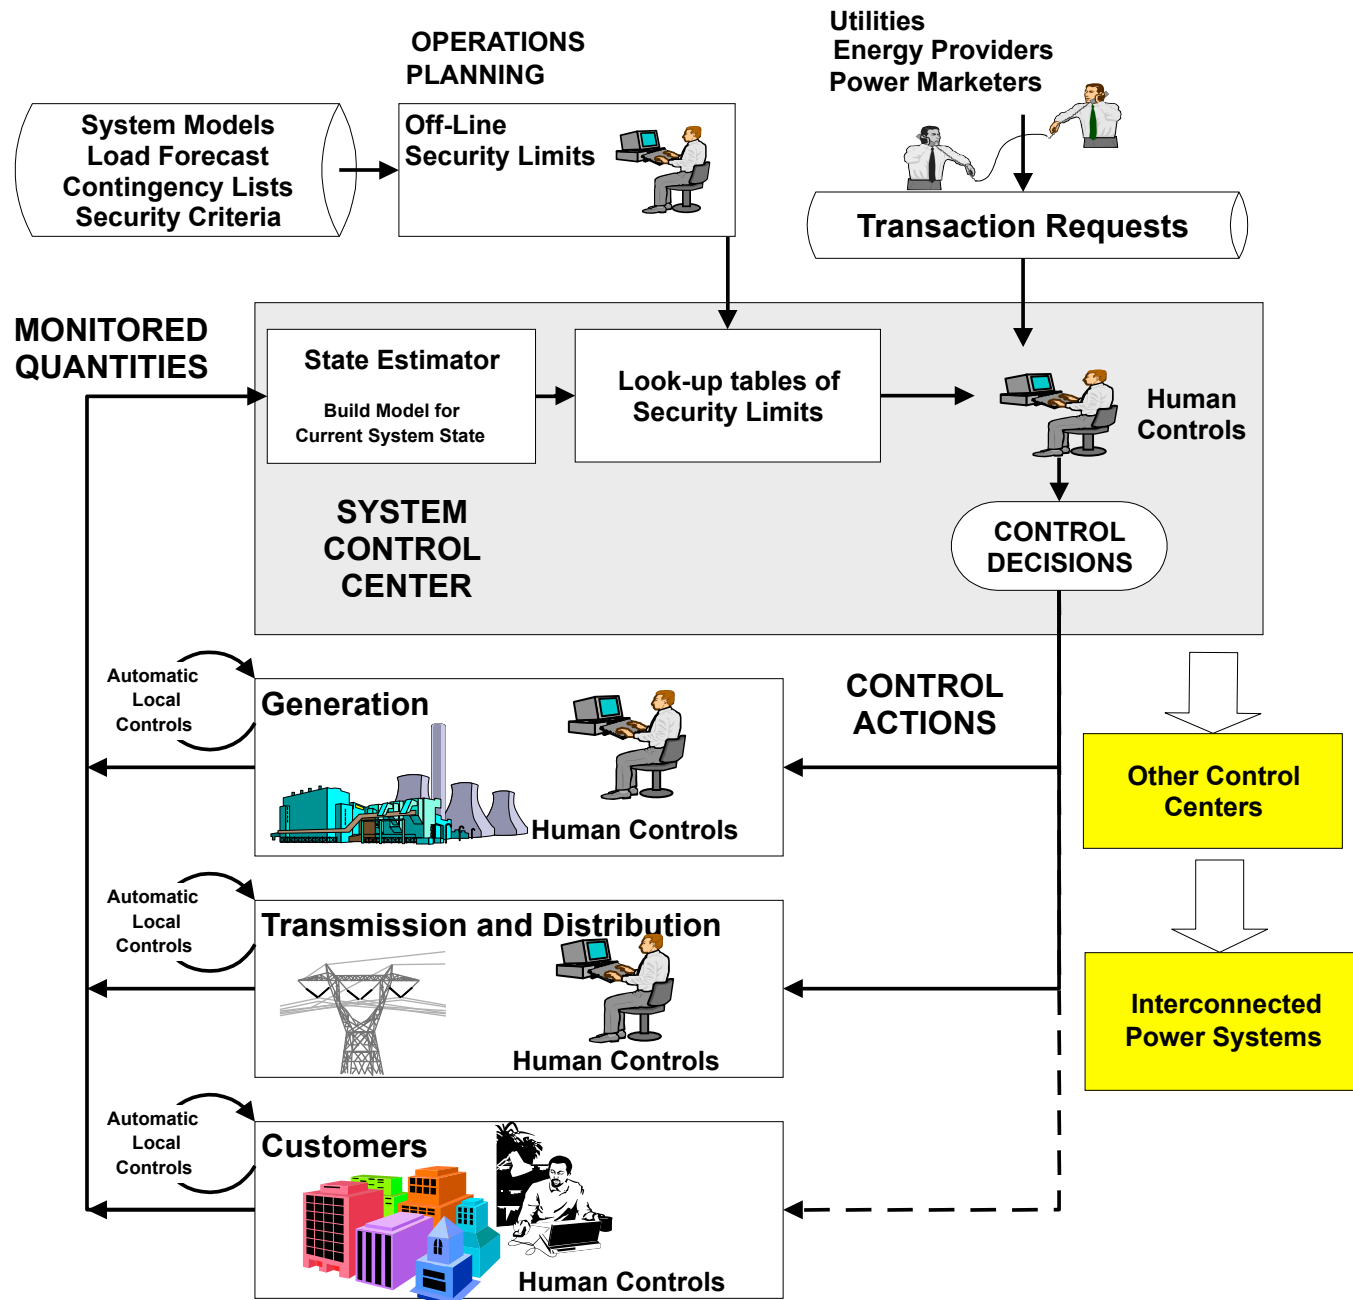 OPERATIONS
PLANNING
Utilities
Energy Providers
Power Marketers
System Models
Load Forecast
Contingency Lists
Security Criteria
Off-Line
Security Limits
Transaction Requests
MONITORED
QUANTITIES
State Estimator
Build Model for
Current System State
Look-up tables of
Security Limits
Human
Controls
SYSTEM
CONTROL
CENTER
CONTROL
DECISIONS
Automatic
Local
Controls
Generation
Human Controls
CONTROL
ACTIONS
Other Control
Centers
Automatic
Local
Controls
Transmission and Distribution
Human Controls
Interconnected
Power Systems
Automatic
Local
Controls
Customers
Human Controls